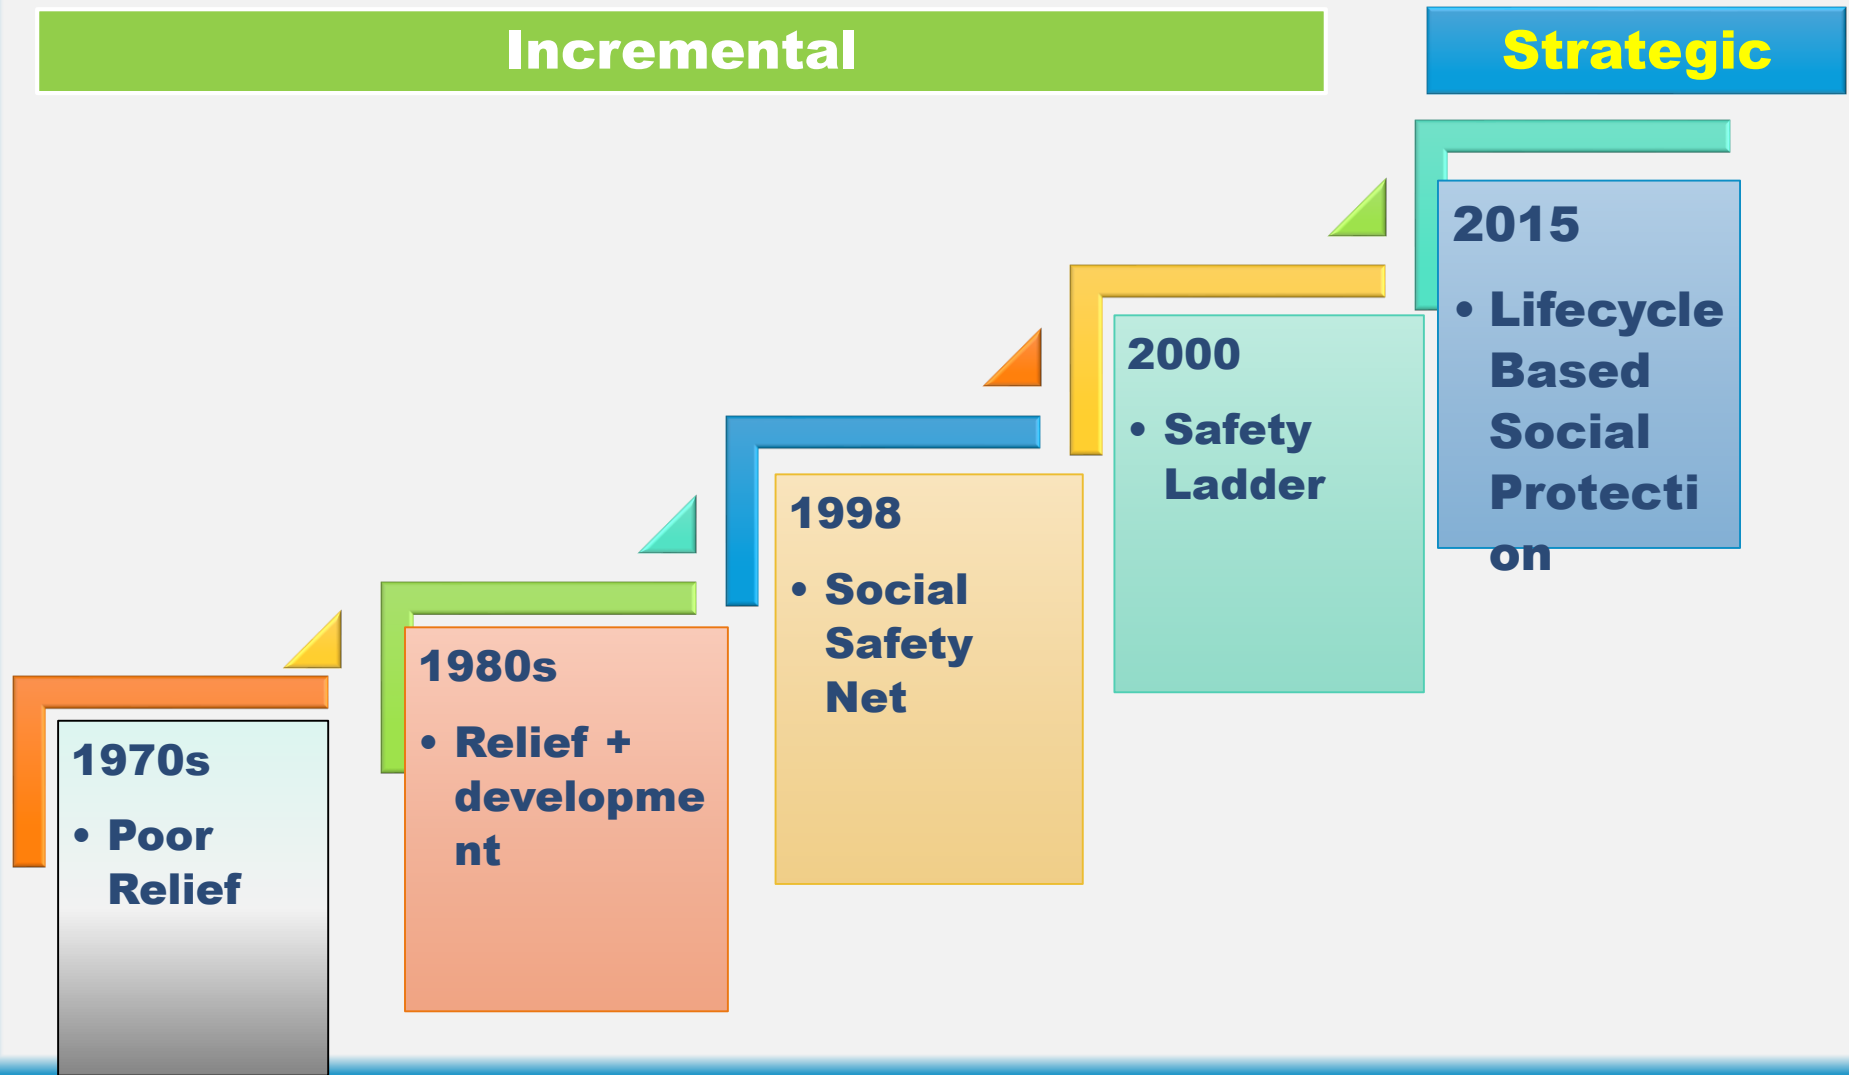 Incremental
Strategic
1970s
• Poor
Relief
1980s
• Relief +
developme
nt
1998
• Social
Safety
Net
2000
• Safety
Ladder
2015
• Lifecycle
Based
Social
Protecti
on